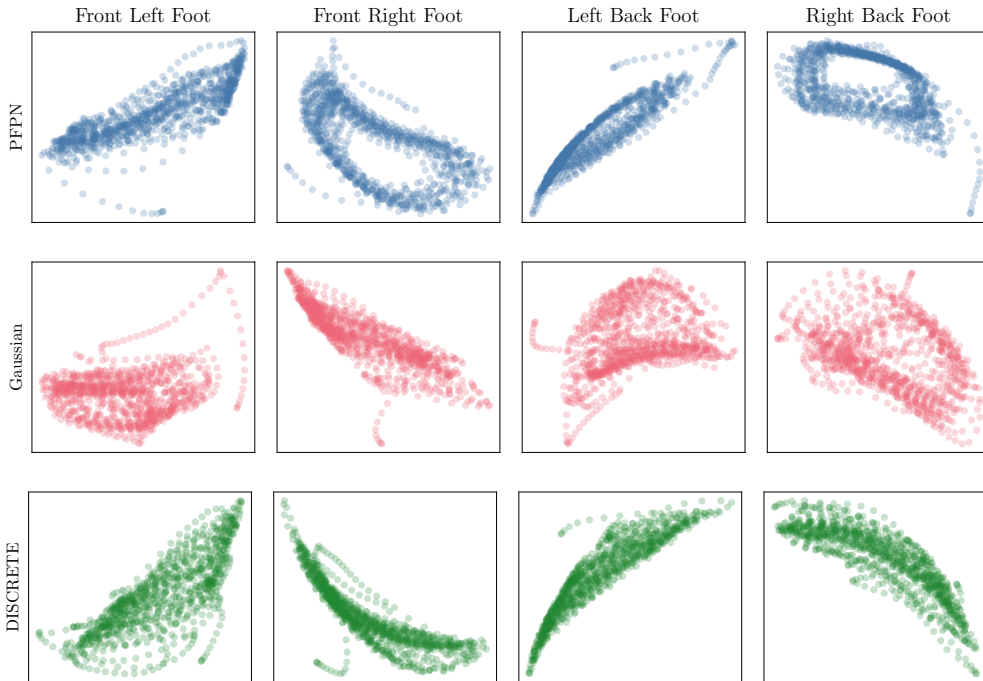 Front Left Foot
Front Right Foot
Left Back Foot
Right Back Foot
PFPN
Gaussian
DISCRETE